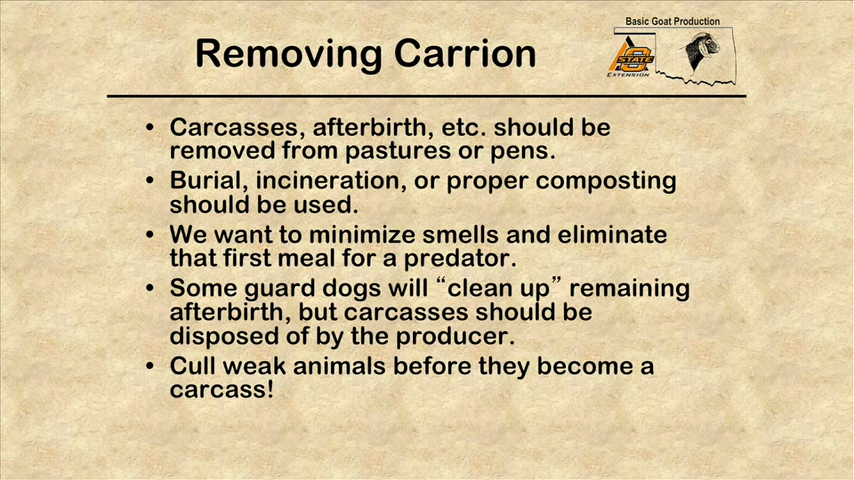 Basic Goat Production
Removing Carrion
STATE
EXTENSION
• Carcasses, afterbirth, etc. should be
removed from pastures or pens.
• Burial, incineration, or proper composting
should be used.
• We want to minimize smells and eliminate
that first meal for a predator.
• Some guard dogs will “clean up” remaining
afterbirth, but carcasses should be
disposed of by the producer.
• Cull weak animals before they become a
carcass!